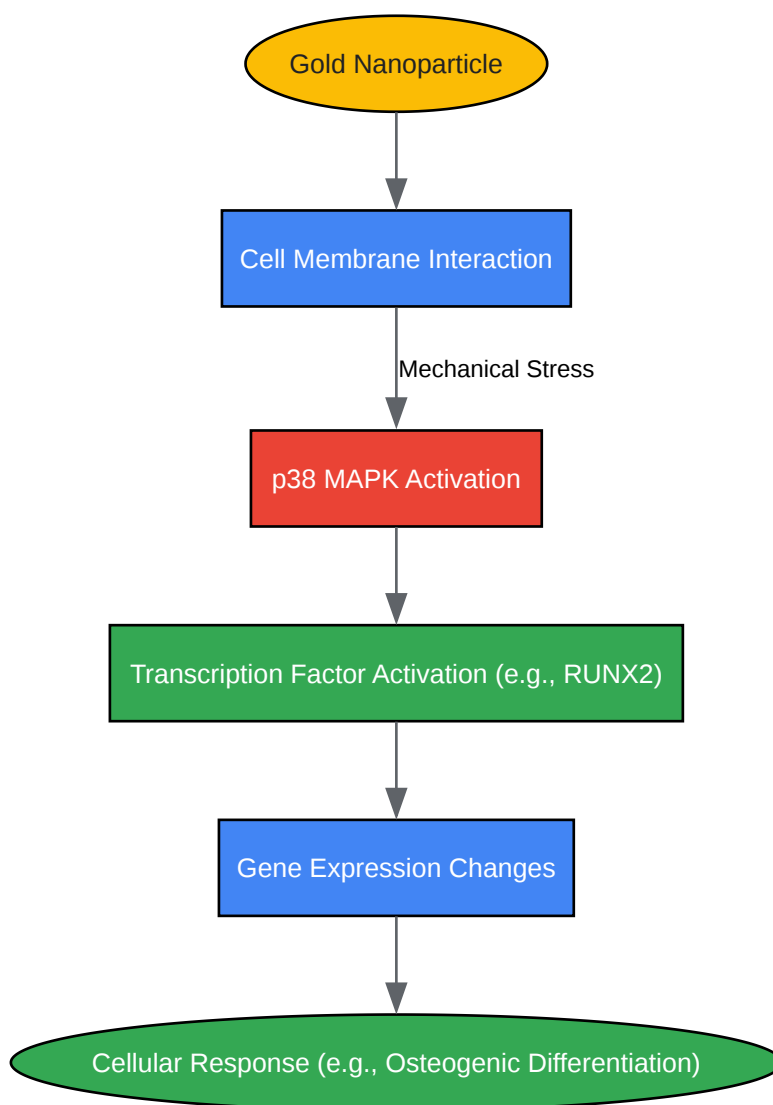 Gold Nanoparticle
Cell Membrane Interaction
Mechanical Stress
p38 MAPK Activation
Transcription Factor Activation (e.g., RUNX2)
Gene Expression Changes
Cellular Response (e.g., Osteogenic Differentiation)